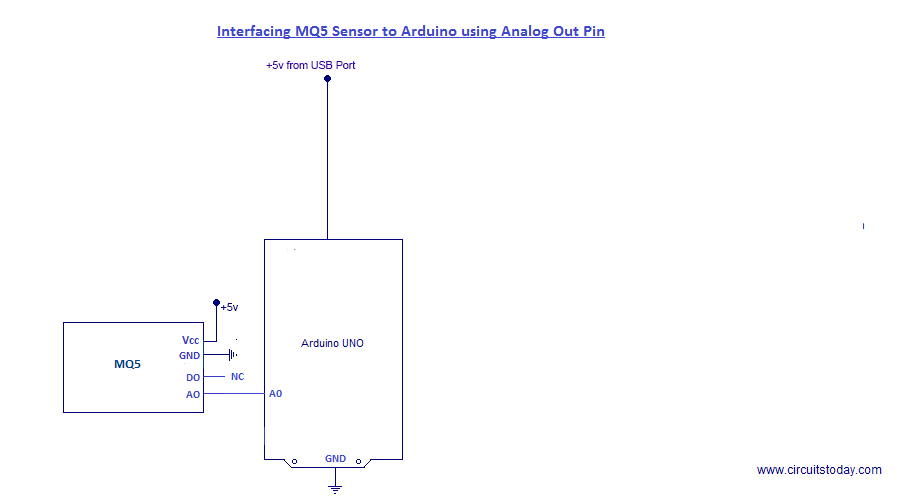 Interfacing MQ5 Sensor to Arduino using Analog Out Pin
+5v from USB Port
+5v
Vcc
GND
MQ5
Arduino UNO
DO
NC
AO
A0
GND
www.circuitstoday.com